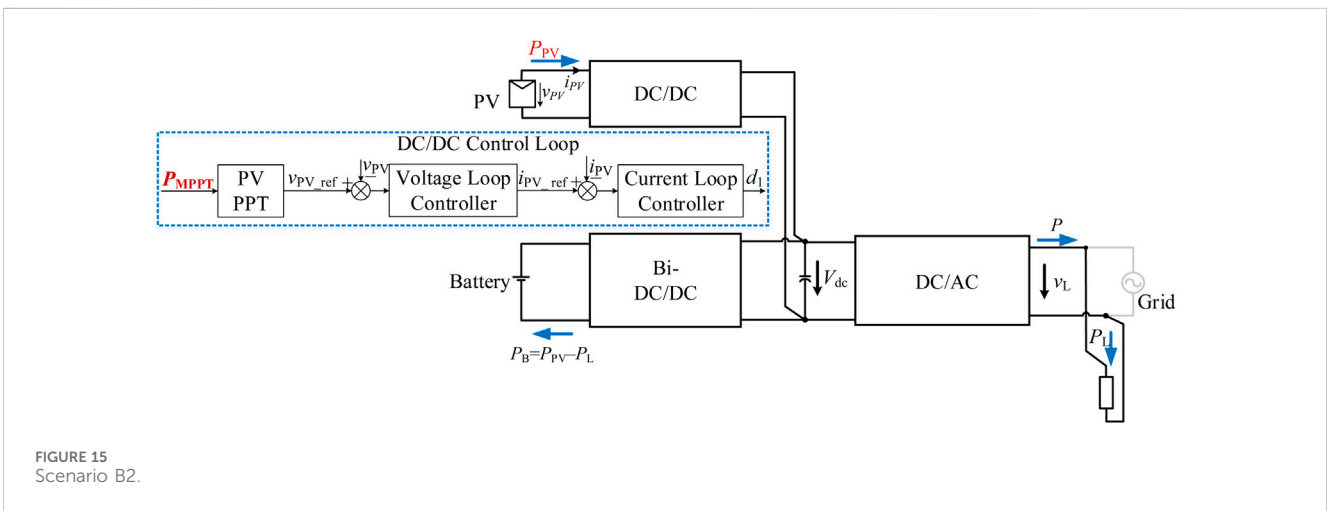 P_PV
i_PV
v_PV
PV
DC/DC
DC/DC Control Loop
P_MPPT
PV
PPT
v_PV_ref
+
v_PV
−
Voltage Loop
Controller
i_PV_ref
+
i_PV
−
Current Loop
Controller
d_1
Battery
Bi-
DC/DC
V_dc
DC/AC
P
v_L
Grid
P_L
P_B=P_PV–P_L
FIGURE 15
Scenario B2.